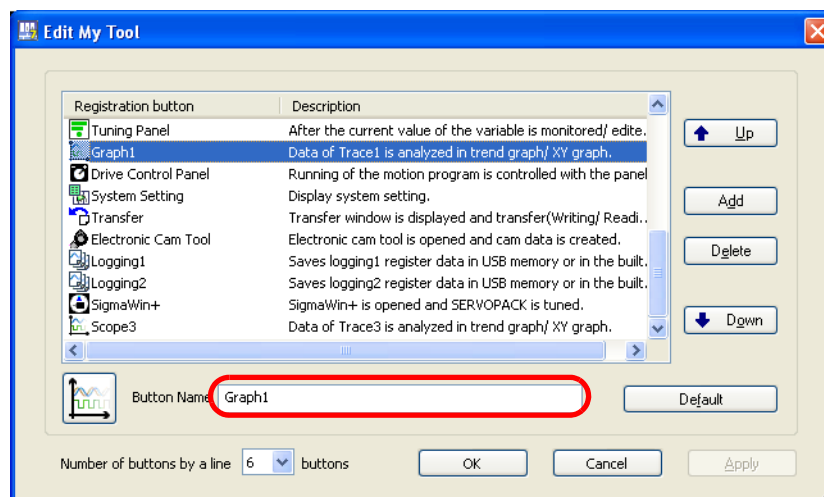 Edit My Tool
Registration button Description
Tuning Panel After the current value of the variable is monitored/ edite.
Graph1 Data of Trace1 is analyzed in trend graph/ XY graph.
Drive Control Panel Running of the motion program is controlled with the panel
System Setting Display system setting.
Transfer Transfer window is displayed and transfer(Writing/ Readi..
Electronic Cam Tool Electronic cam tool is opened and cam data is created.
Logging1 Saves logging1 register data in USB memory or in the built.
Logging2 Saves logging2 register data in USB memory or in the built.
SigmaWin+ SigmaWin+ is opened and SERVOPACK is tuned.
Scope3 Data of Trace3 is analyzed in trend graph/ XY graph.
Up
Add
Delete
Down
Button Name Graph1
Default
Number of buttons by a line 6 buttons
OK Cancel Apply